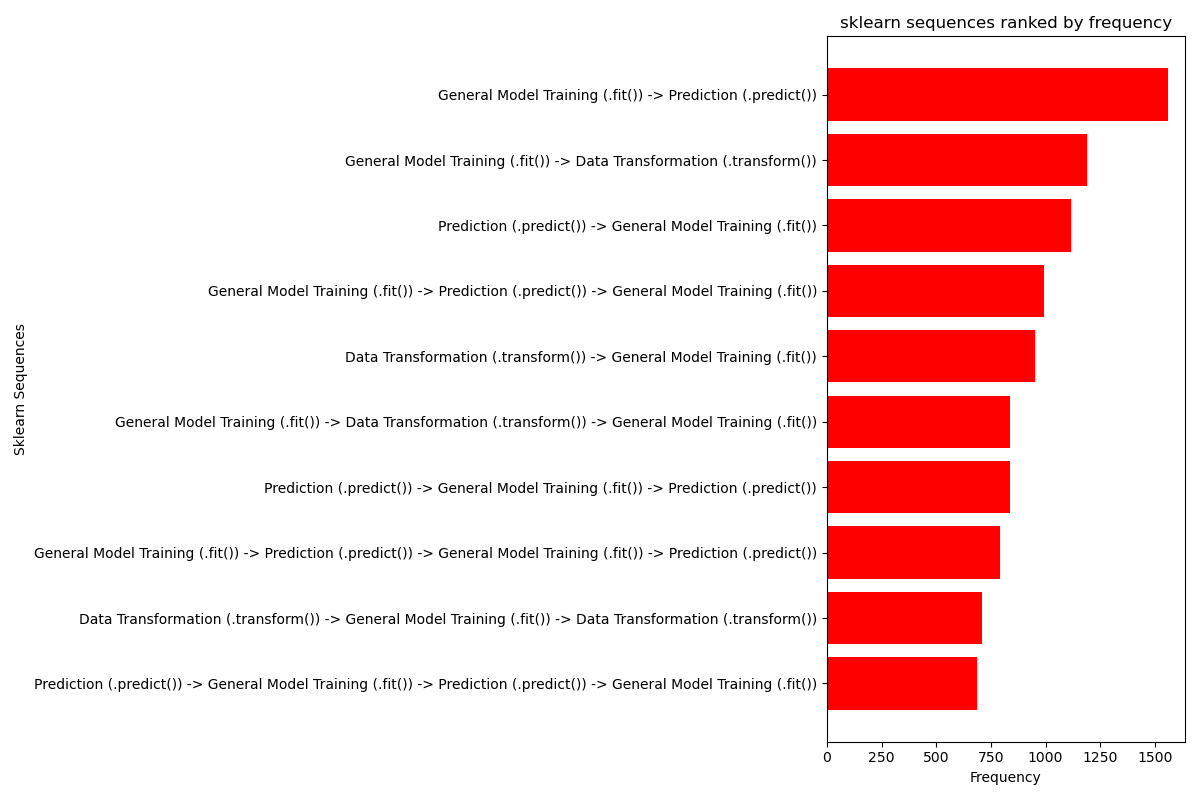 sklearn sequences ranked by frequency
General Model Training (.fit()) -> Prediction (.predict())
General Model Training (.fit()) -> Data Transformation (.transform())
Prediction (.predict()) -> General Model Training (.fit())
General Model Training (.fit()) -> Prediction (.predict()) -> General Model Training (.fit())
Data Transformation (.transform()) -> General Model Training (.fit())
General Model Training (.fit()) -> Data Transformation (.transform()) -> General Model Training (.fit())
Prediction (.predict()) -> General Model Training (.fit()) -> Prediction (.predict())
General Model Training (.fit()) -> Prediction (.predict()) -> General Model Training (.fit()) -> Prediction (.predict())
Data Transformation (.transform()) -> General Model Training (.fit()) -> Data Transformation (.transform())
Prediction (.predict()) -> General Model Training (.fit()) -> Prediction (.predict()) -> General Model Training (.fit())
Sklearn Sequences
0 250 500 750 1000 1250 1500
Frequency